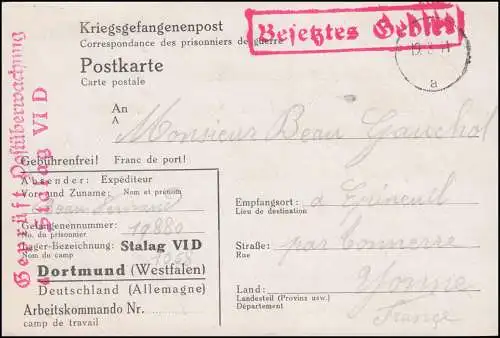 Kriegsgefangenenpost
Correspondance des prisonniers de guerre
Besetztes Gebiet
Postkarte
Carte postale
a
An
A
Monsieur Beau
Gebührenfrei! Franc de port!
Absender: Expéditeur
Vor- und Zuname: Nom et prénom
Gefangenennummer: 19880
No. du prisonnier
Lager-Bezeichnung: Stalag VI D
Nom du camp
1068
Dortmund (Westfalen)
Deutschland (Allemagne)
Arbeitskommando Nr.
camp de travail
Empfangsort: a
Lieu de destination
Straße: par Tonnerre
Rue
Land: Yonne
Landesteil (Provinz usw.)
Département
France
Geprüft Postüberwachung
Stalag VI D